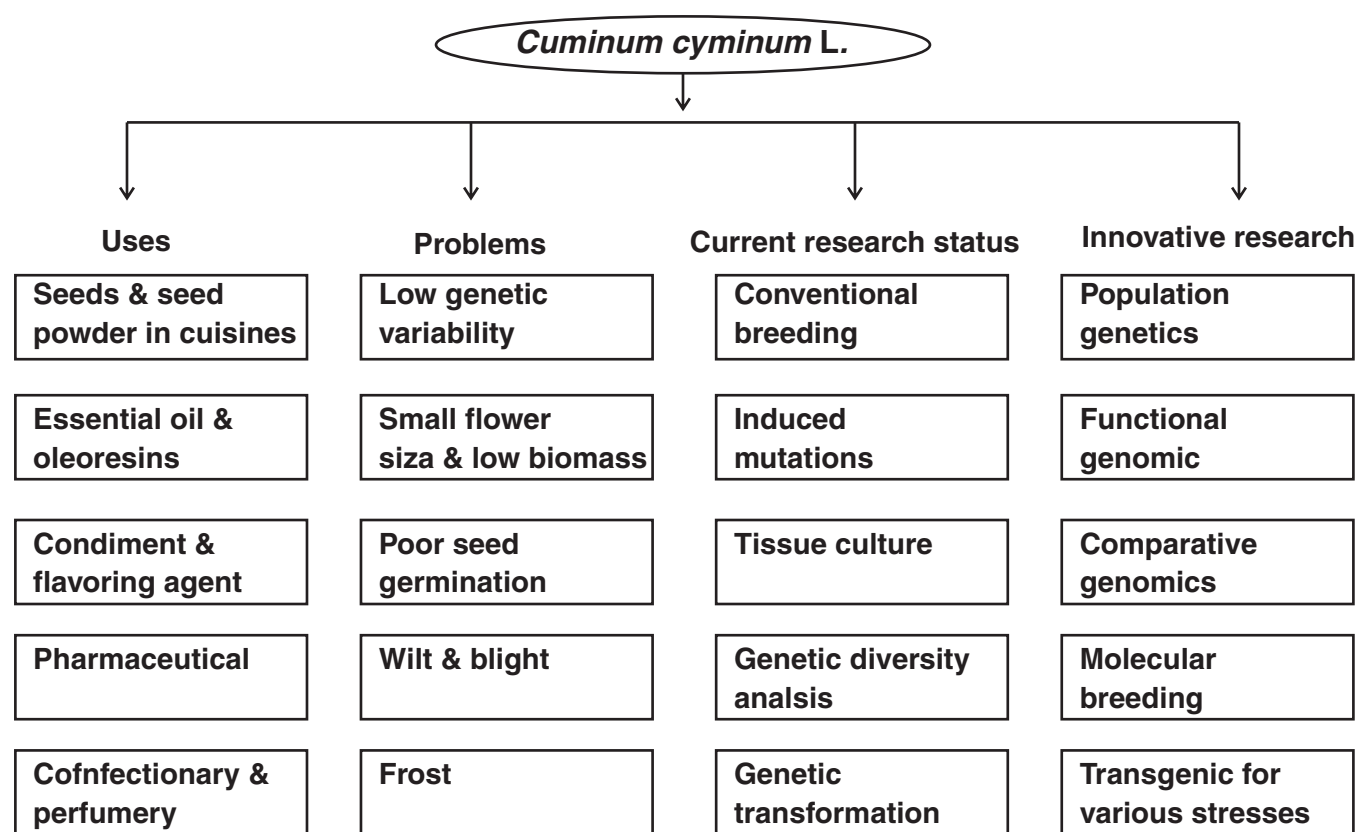 Cuminum cyminum L.
Uses
Seeds & seed
powder in cuisines
Essential oil &
oleoresins
Condiment &
flavoring agent
Pharmaceutical
Cofnfectionary &
perfumery
Problems
Low genetic
variability
Small flower
siza & low biomass
Poor seed
germination
Wilt & blight
Frost
Current research status
Conventional
breeding
Induced
mutations
Tissue culture
Genetic diversity
analsis
Genetic
transformation
Innovative research
Population
genetics
Functional
genomic
Comparative
genomics
Molecular
breeding
Transgenic for
various stresses